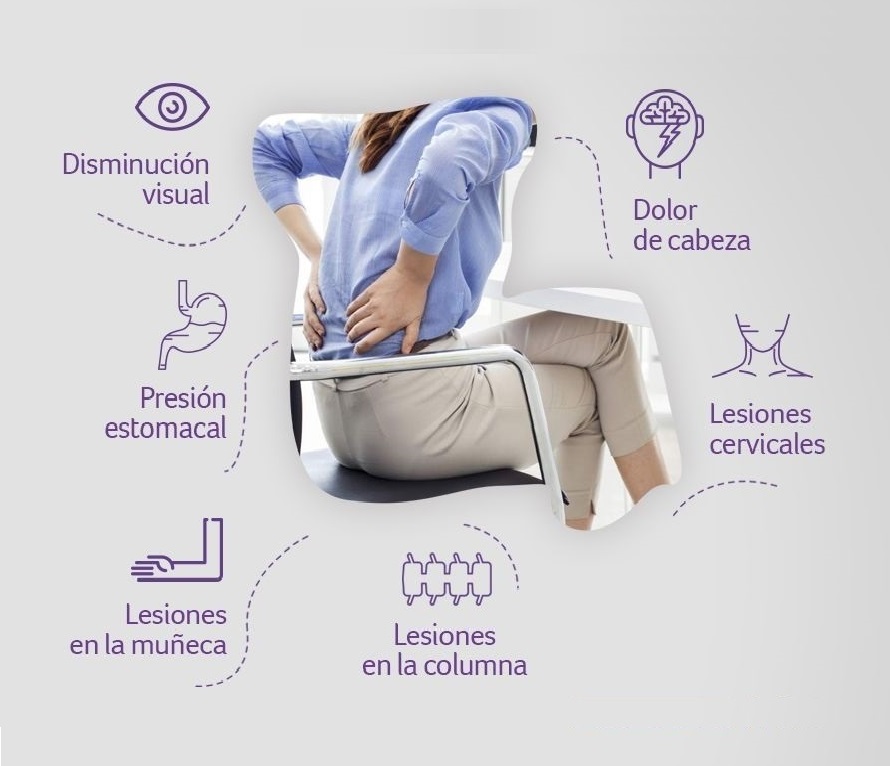 Disminución
visual
Dolor
de cabeza
Presión
estomacal
Lesiones
cervicales
Lesiones
en la muñeca
Lesiones
en la columna